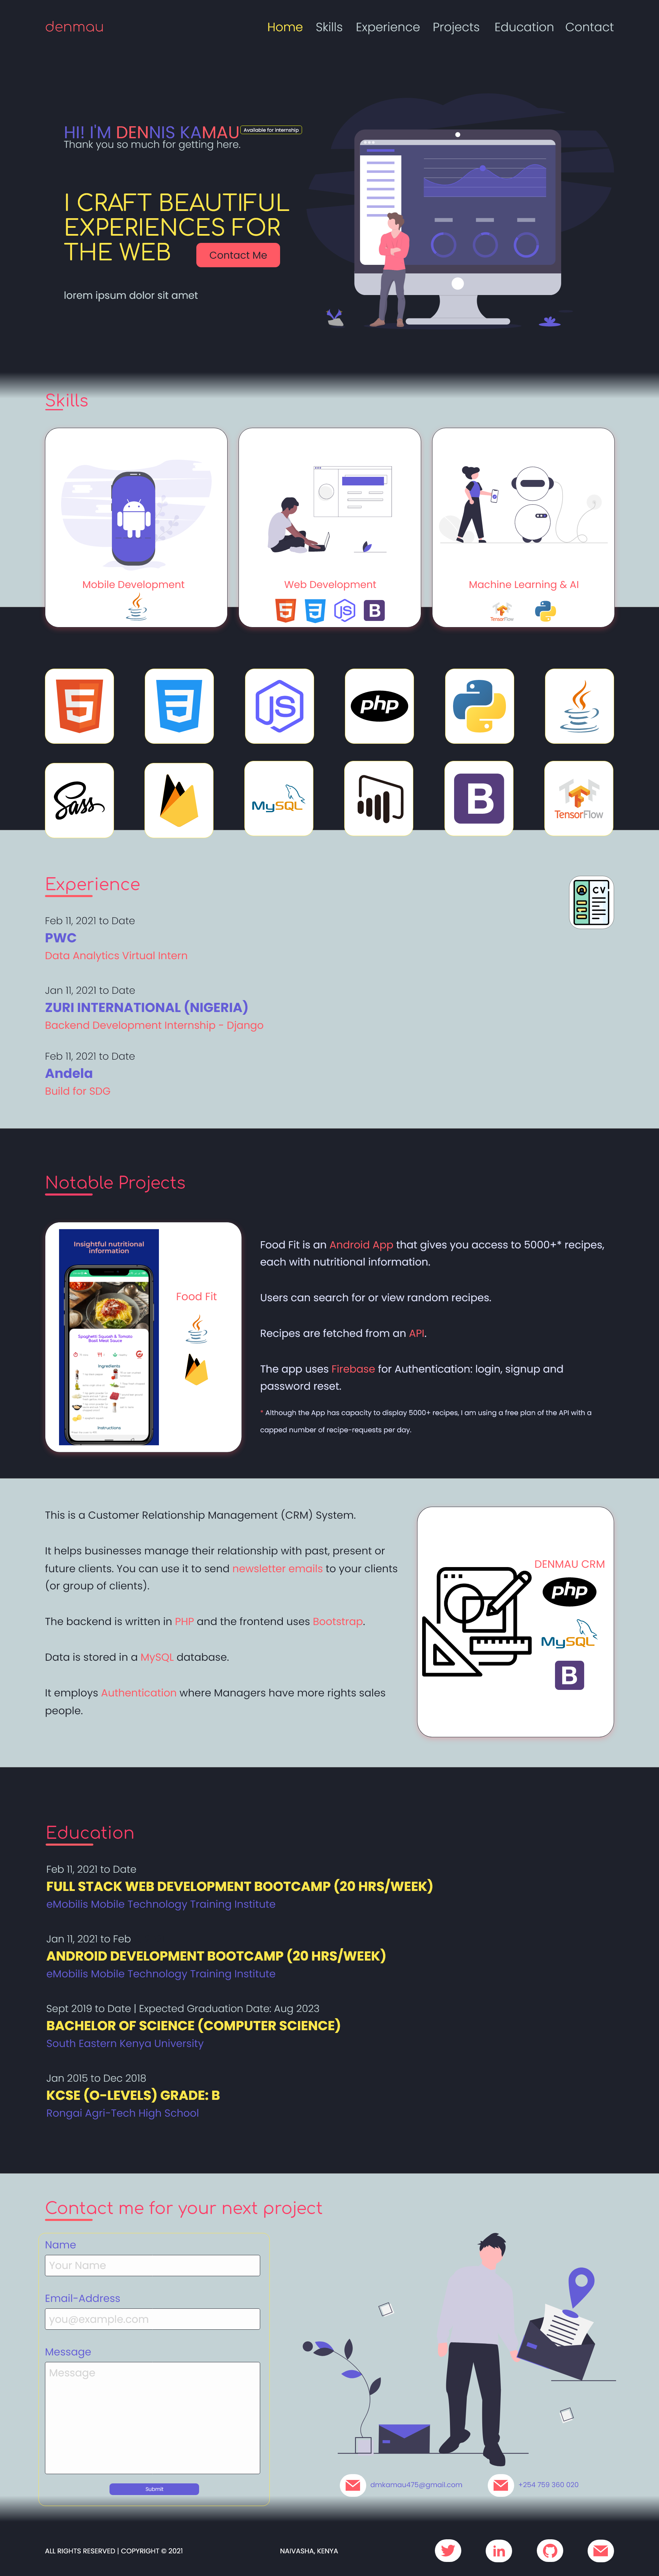 denmau
Home Skills Experience Projects Education Contact
HI! I'M DENNIS KAMAU Available for Internship
Thank you so much for getting here.
I CRAFT BEAUTIFUL
EXPERIENCES FOR
THE WEB
Contact Me
lorem ipsum dolor sit amet
Skills
Mobile Development
Web Development
Machine Learning & AI
5 3 JS B
TensorFlow
5 3 JS php
Sass MySQL B TensorFlow
Experience
CV
Feb 11, 2021 to Date
PWC
Data Analytics Virtual Intern
Jan 11, 2021 to Date
ZURI INTERNATIONAL (NIGERIA)
Backend Development Internship - Django
Feb 11, 2021 to Date
Andela
Build for SDG
Notable Projects
Insightful nutritional
information
Spaghetti Squash & Tomato
Basil Meat Sauce
Ingredients
Instructions
Food Fit
Food Fit is an Android App that gives you access to 5000+* recipes,
each with nutritional information.
Users can search for or view random recipes.
Recipes are fetched from an API.
The app uses Firebase for Authentication: login, signup and
password reset.
* Although the App has capacity to display 5000+ recipes, I am using a free plan of the API with a
capped number of recipe-requests per day.
This is a Customer Relationship Management (CRM) System.
It helps businesses manage their relationship with past, present or
future clients. You can use it to send newsletter emails to your clients
(or group of clients).
The backend is written in PHP and the frontend uses Bootstrap.
Data is stored in a MySQL database.
It employs Authentication where Managers have more rights sales
people.
DENMAU CRM
php
MySQL
B
Education
Feb 11, 2021 to Date
FULL STACK WEB DEVELOPMENT BOOTCAMP (20 HRS/WEEK)
eMobilis Mobile Technology Training Institute
Jan 11, 2021 to Feb
ANDROID DEVELOPMENT BOOTCAMP (20 HRS/WEEK)
eMobilis Mobile Technology Training Institute
Sept 2019 to Date | Expected Graduation Date: Aug 2023
BACHELOR OF SCIENCE (COMPUTER SCIENCE)
South Eastern Kenya University
Jan 2015 to Dec 2018
KCSE (O-LEVELS) GRADE: B
Rongai Agri-Tech High School
Contact me for your next project
Name
Your Name
Email-Address
you@example.com
Message
Message
Submit
dmkamau475@gmail.com
+254 759 360 020
ALL RIGHTS RESERVED | COPYRIGHT © 2021
NAIVASHA, KENYA
in